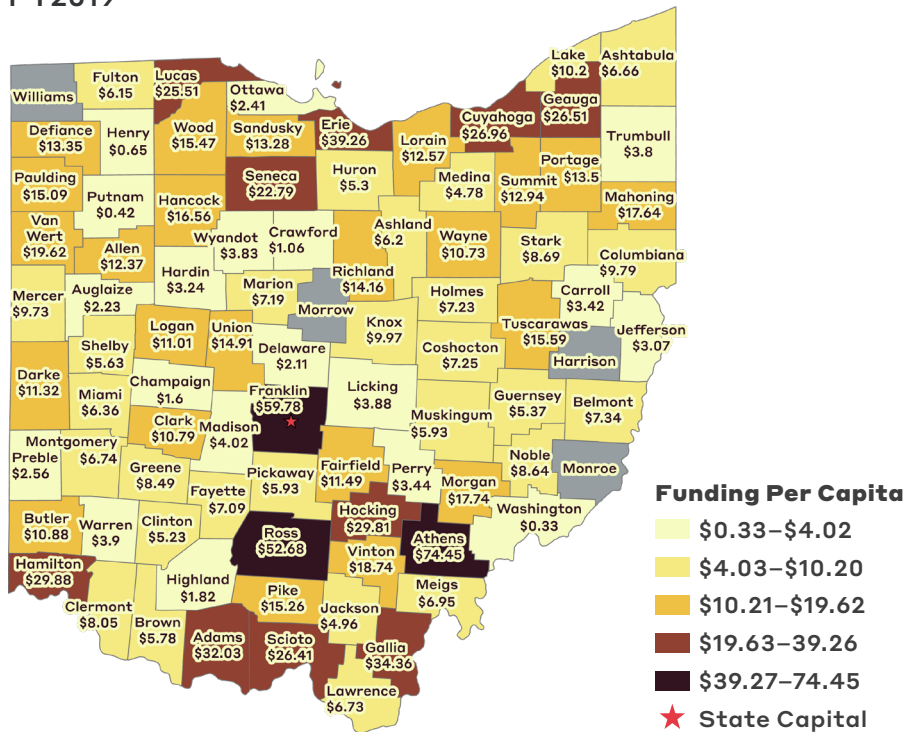 FY2019
Lake
$10.2
Ashtabula
$6.66
Fulton
$6.15
Lucas
$25.51
Williams
Ottawa
$2.41
Geauga
$26.51
Cuyahoga
$26.96
Erie
$39.26
Defiance
$13.35
Henry
$0.65
Wood
$15.47
Sandusky
$13.28
Lorain
$12.57
Trumbull
$3.8
Portage
$13.5
Paulding
$15.09
Seneca
$22.79
Huron
$5.3
Medina
$4.78
Summit
$12.94
Putnam
$0.42
Hancock
$16.56
Mahoning
$17.64
Van
Wert
$19.62
Allen
$12.37
Wyandot
$3.83
Crawford
$1.06
Ashland
$6.2
Wayne
$10.73
Stark
$8.69
Columbiana
$9.79
Hardin
$3.24
Richland
$14.16
Mercer
$9.73
Auglaize
$2.23
Marion
$7.19
Morrow
Holmes
$7.23
Carroll
$3.42
Logan
$11.01
Union
$14.91
Knox
$9.97
Tuscarawas
$15.59
Jefferson
$3.07
Shelby
$5.63
Delaware
$2.11
Coshocton
$7.25
Harrison
Darke
$11.32
Champaign
$1.6
Miami
$6.36
Franklin
$59.78
Licking
$3.88
Guernsey
$5.37
Belmont
$7.34
Clark
$10.79
Madison
$4.02
Muskingum
$5.93
Montgomery
$6.74
Preble
$2.56
Greene
$8.49
Pickaway
$5.93
Fairfield
$11.49
Perry
$3.44
Noble
$8.64
Monroe
Fayette
$7.09
Morgan
$17.74
Butler
$10.88
Warren
$3.9
Clinton
$5.23
Hocking
$29.81
Washington
$0.33
Ross
$52.68
Athens
$74.45
Vinton
$18.74
Hamilton
$29.88
Highland
$1.82
Pike
$15.26
Meigs
$6.95
Clermont
$8.05
Brown
$5.78
Jackson
$4.96
Adams
$32.03
Scioto
$26.41
Gallia
$34.36
Lawrence
$6.73
Funding Per Capita
$0.33–$4.02
$4.03–$10.20
$10.21–$19.62
$19.63–39.26
$39.27–74.45
State Capital